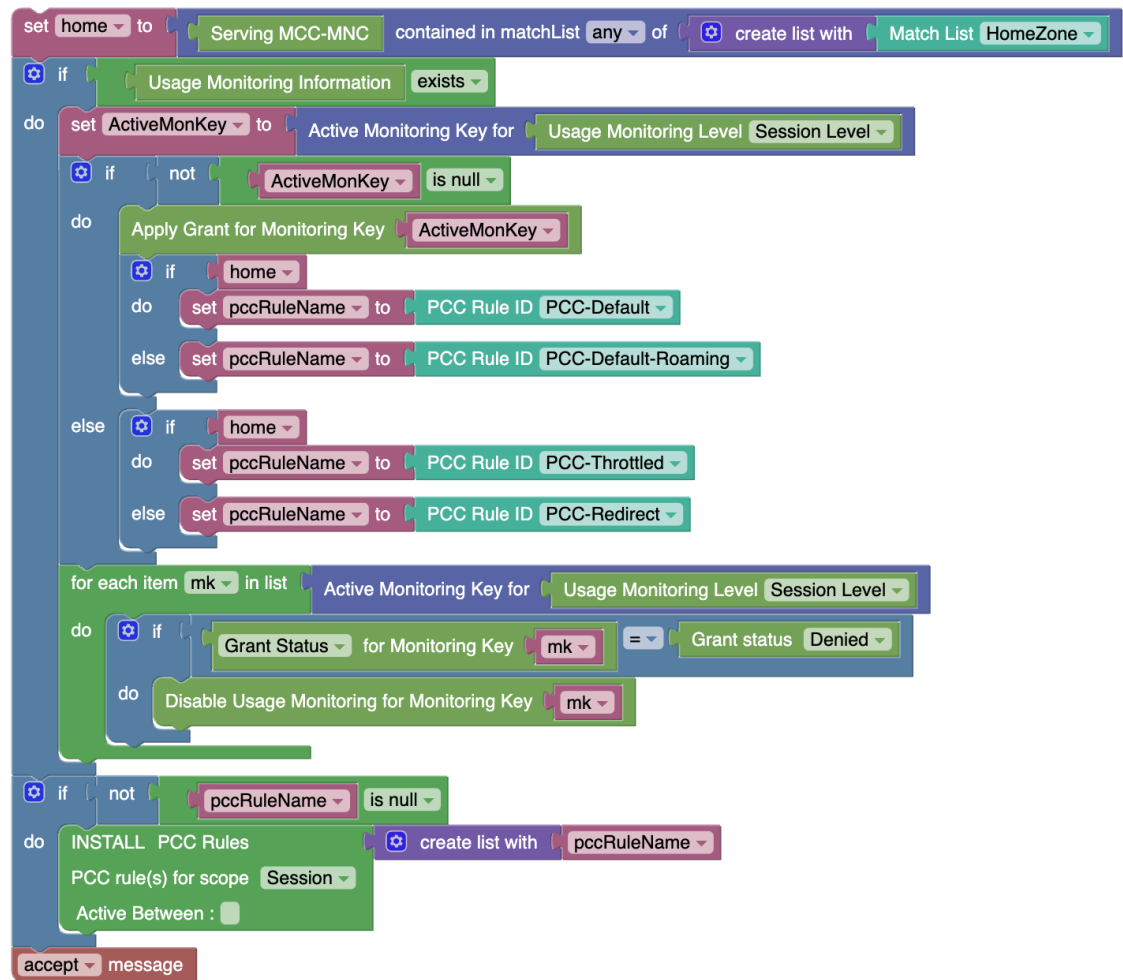 set home to Serving MCC-MNC contained in matchList any of create list with Match List HomeZone
if Usage Monitoring Information exists
do set ActiveMonKey to Active Monitoring Key for Usage Monitoring Level Session Level
if not ActiveMonKey is null
do Apply Grant for Monitoring Key ActiveMonKey
if home
do set pccRuleName to PCC Rule ID PCC-Default
else set pccRuleName to PCC Rule ID PCC-Default-Roaming
else if home
do set pccRuleName to PCC Rule ID PCC-Throttled
else set pccRuleName to PCC Rule ID PCC-Redirect
for each item mk in list Active Monitoring Key for Usage Monitoring Level Session Level
do if Grant Status for Monitoring Key mk = Grant status Denied
do Disable Usage Monitoring for Monitoring Key mk
if not pccRuleName is null
do INSTALL PCC Rules create list with pccRuleName
PCC rule(s) for scope Session
Active Between :
accept message